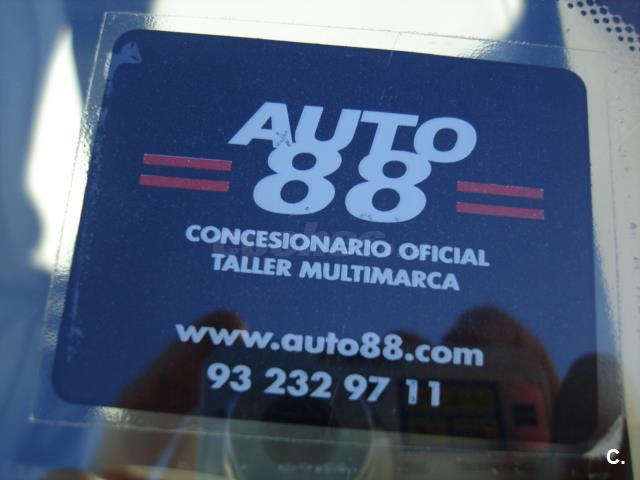 AUTO
88
CONCESIONARIO OFICIAL
TALLER MULTIMARCA
www.auto88.com
93 232 97 11
C.